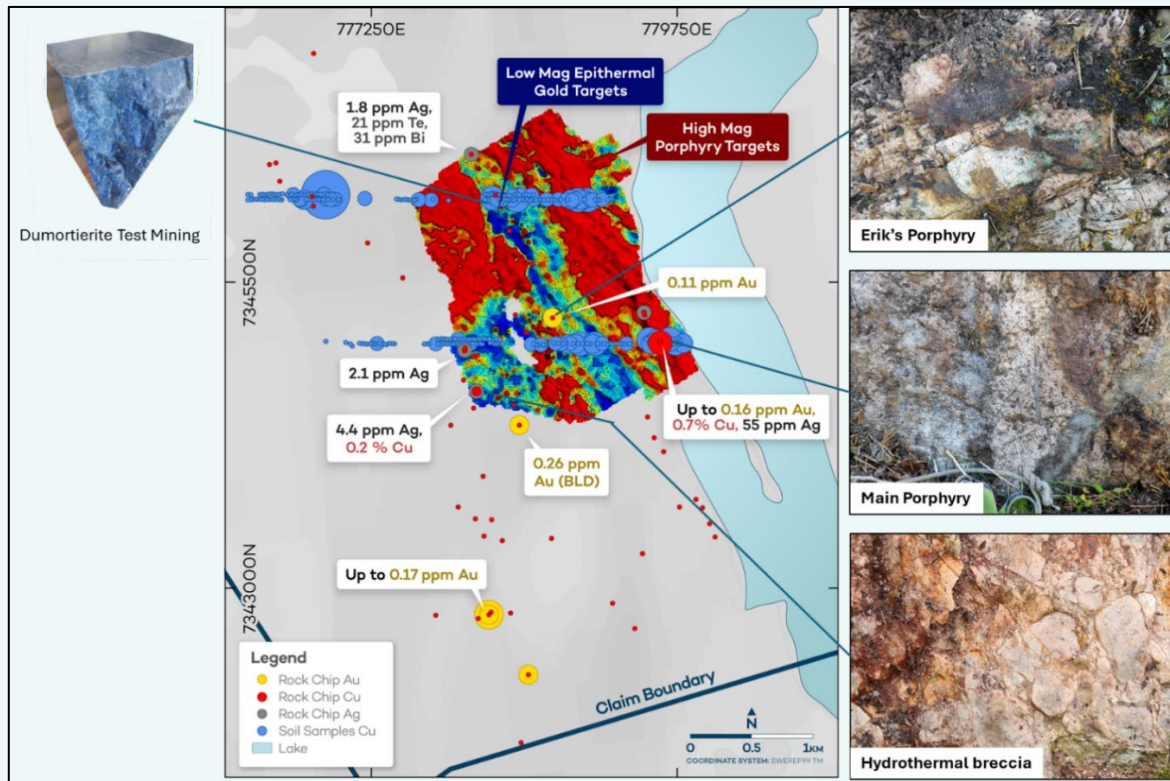 777250E
779750E
Low Mag Epithermal
Gold Targets
1.8 ppm Ag,
21 ppm Te,
31 ppm Bi
High Mag
Porphyry Targets
Dumortierite Test Mining
Erik's Porphyry
7345500N
0.11 ppm Au
2.1 ppm Ag
4.4 ppm Ag,
0.2 % Cu
Up to 0.16 ppm Au,
0.7% Cu, 55 ppm Ag
0.26 ppm
Au (BLD)
Main Porphyry
7343000N
Up to 0.17 ppm Au
Legend
Rock Chip Au
Rock Chip Cu
Rock Chip Ag
Soil Samples Cu
Lake
Claim Boundary
N
0 0.5 1KM
COORDINATE SYSTEM: SWEREF99 TM
Hydrothermal breccia